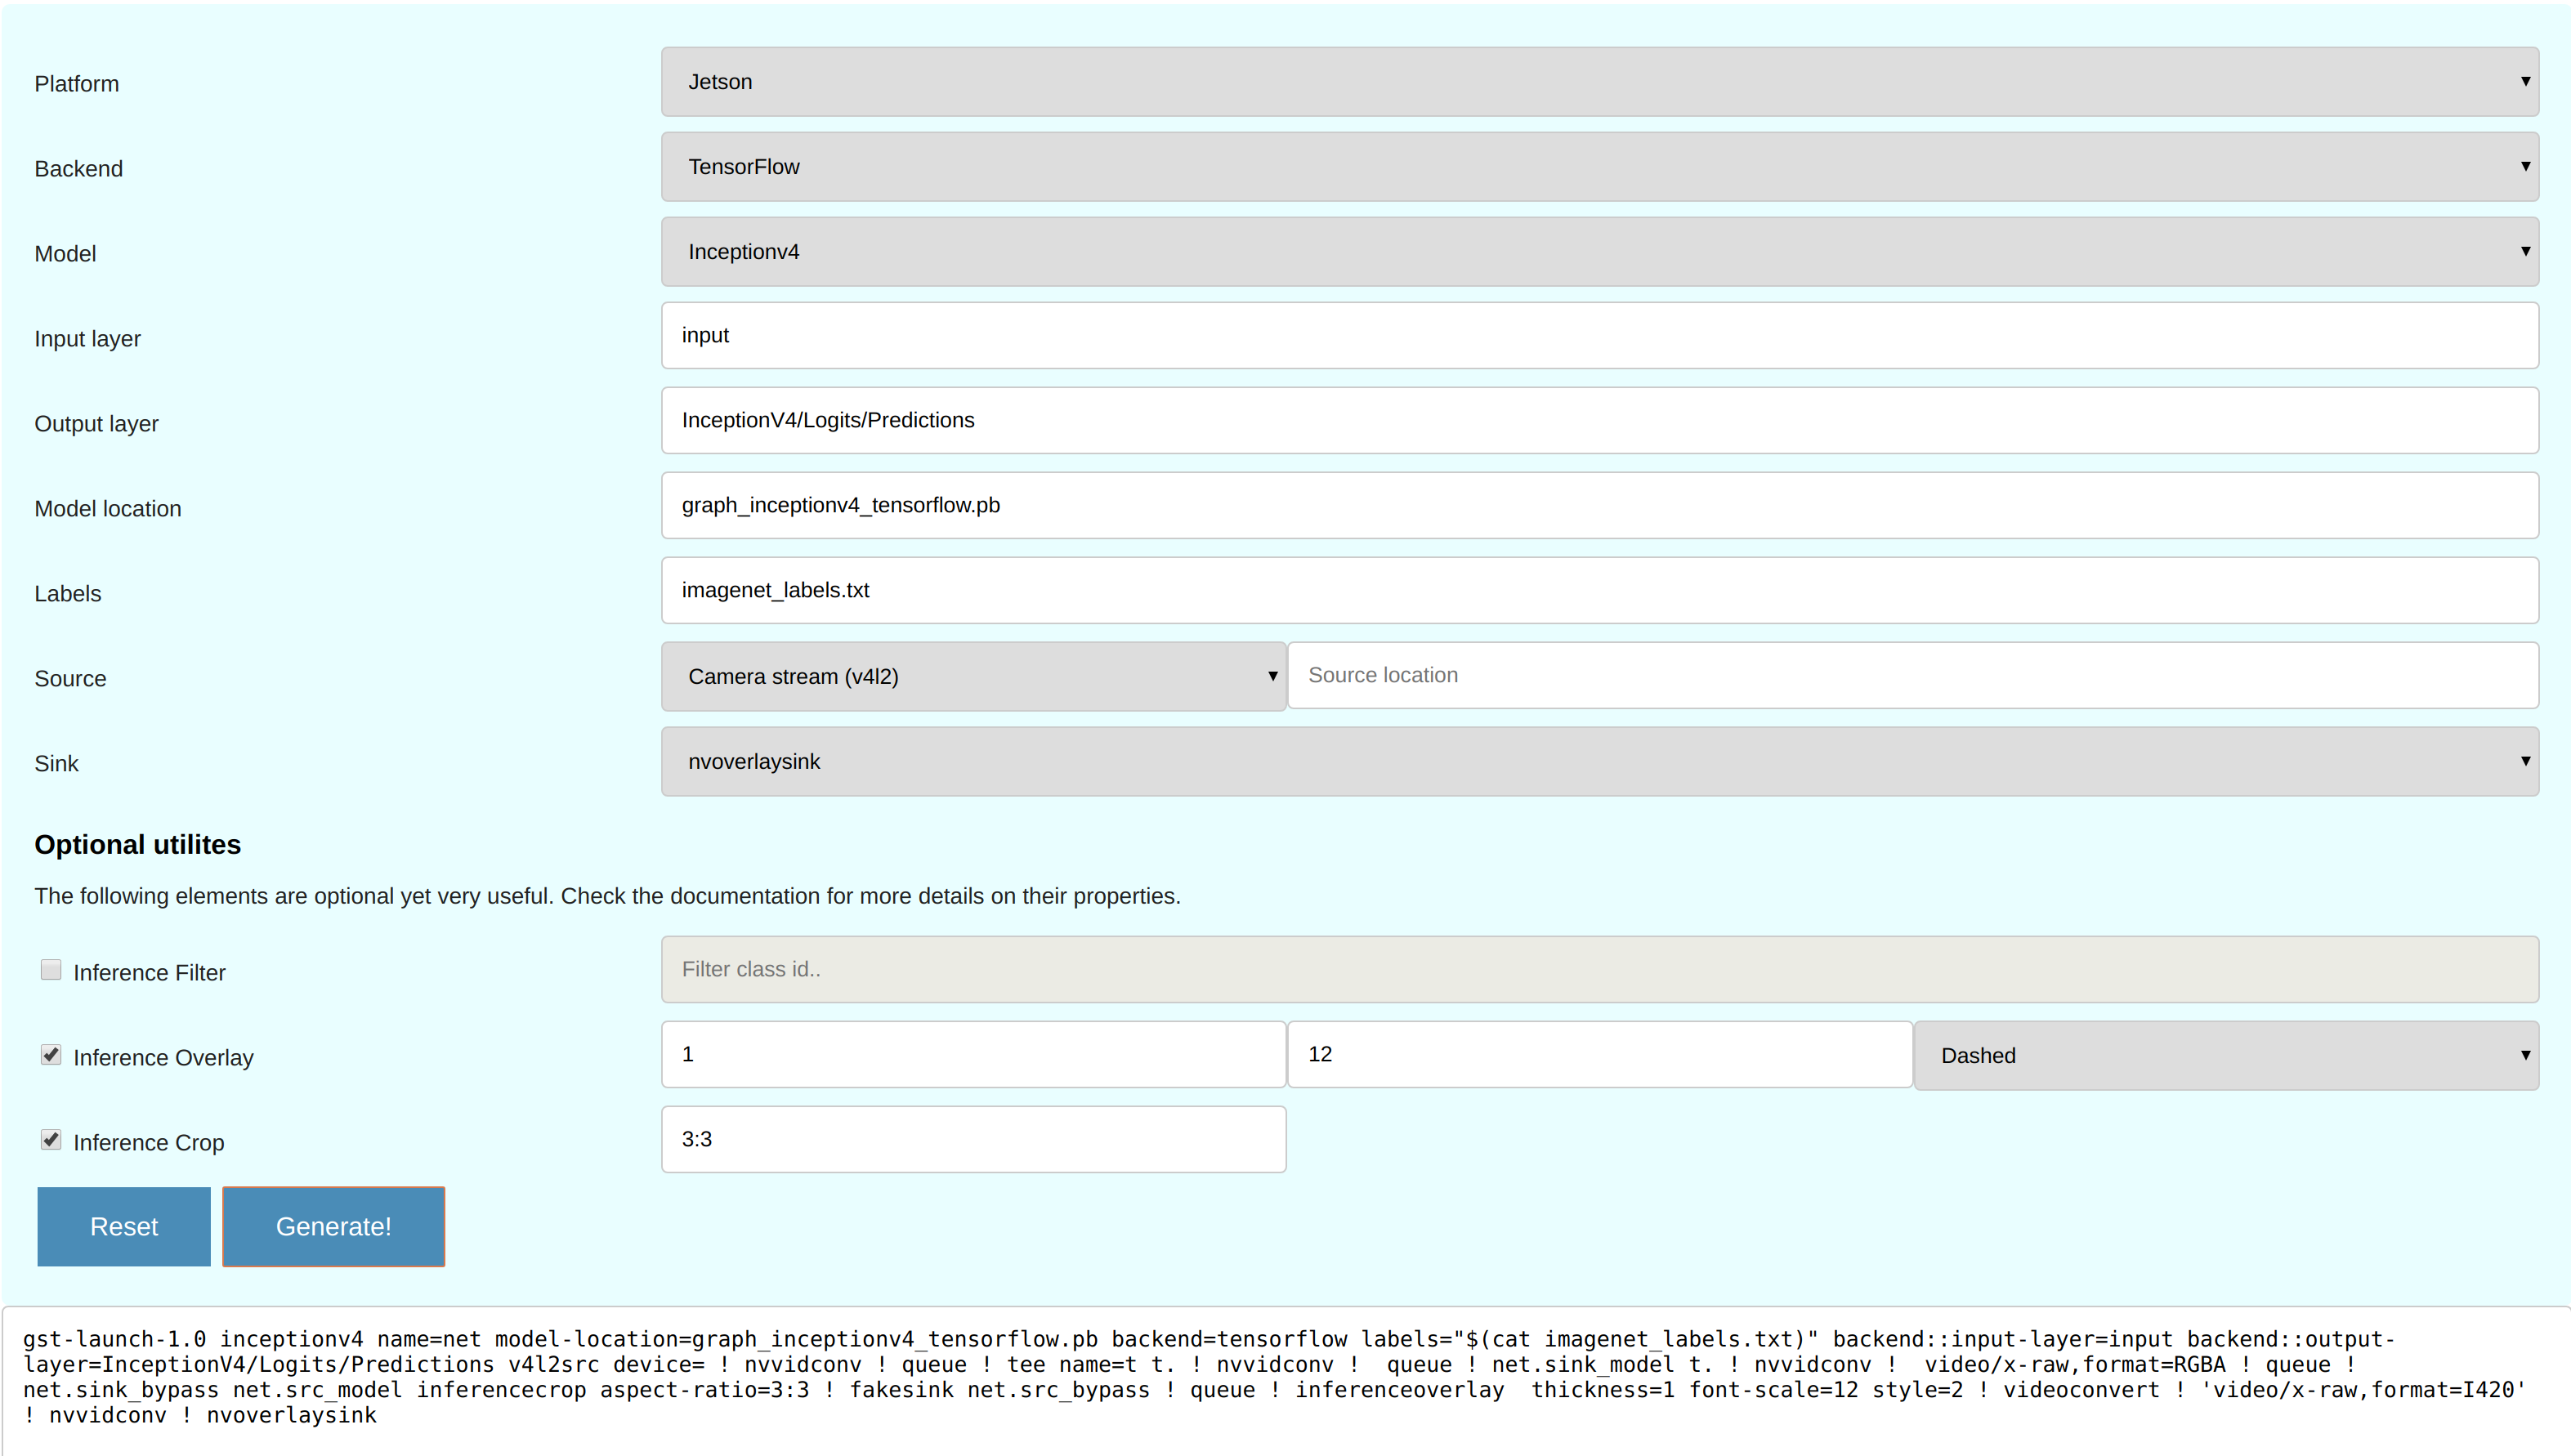 Platform
Jetson
Backend
TensorFlow
Model
Inceptionv4
Input layer
input
Output layer
InceptionV4/Logits/Predictions
Model location
graph_inceptionv4_tensorflow.pb
Labels
imagenet_labels.txt
Source
Camera stream (v4l2)
Source location
Sink
nvoverlaysink
Optional utilites
The following elements are optional yet very useful. Check the documentation for more details on their properties.
Inference Filter
Filter class id..
Inference Overlay
1
12
Dashed
Inference Crop
3:3
Reset
Generate!
gst-launch-1.0 inceptionv4 name=net model-location=graph_inceptionv4_tensorflow.pb backend=tensorflow labels="$(cat imagenet_labels.txt)" backend::input-layer=input backend::output-
layer=InceptionV4/Logits/Predictions v4l2src device= ! nvvidconv ! queue ! tee name=t t. ! nvvidconv !  queue ! net.sink_model t. ! nvvidconv !  video/x-raw,format=RGBA ! queue !
net.sink_bypass net.src_model inferencecrop aspect-ratio=3:3 ! fakesink net.src_bypass ! queue ! inferenceoverlay  thickness=1 font-scale=12 style=2 ! videoconvert ! 'video/x-raw,format=I420'
! nvvidconv ! nvoverlaysink